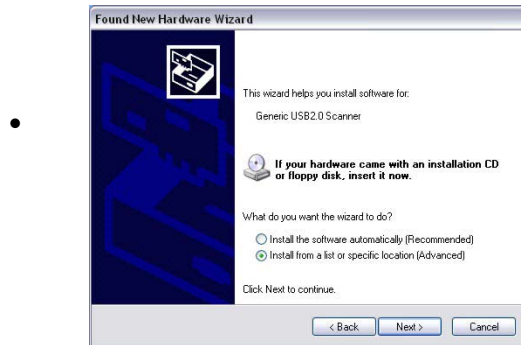 Found New Hardware Wizard
This wizard helps you install software for:
Generic USB2.0 Scanner
If your hardware came with an installation CD
or floppy disk, insert it now.
What do you want the wizard to do?
Install the software automatically (Recommended)
Install from a list or specific location (Advanced)
Click Next to continue.
< Back Next > Cancel